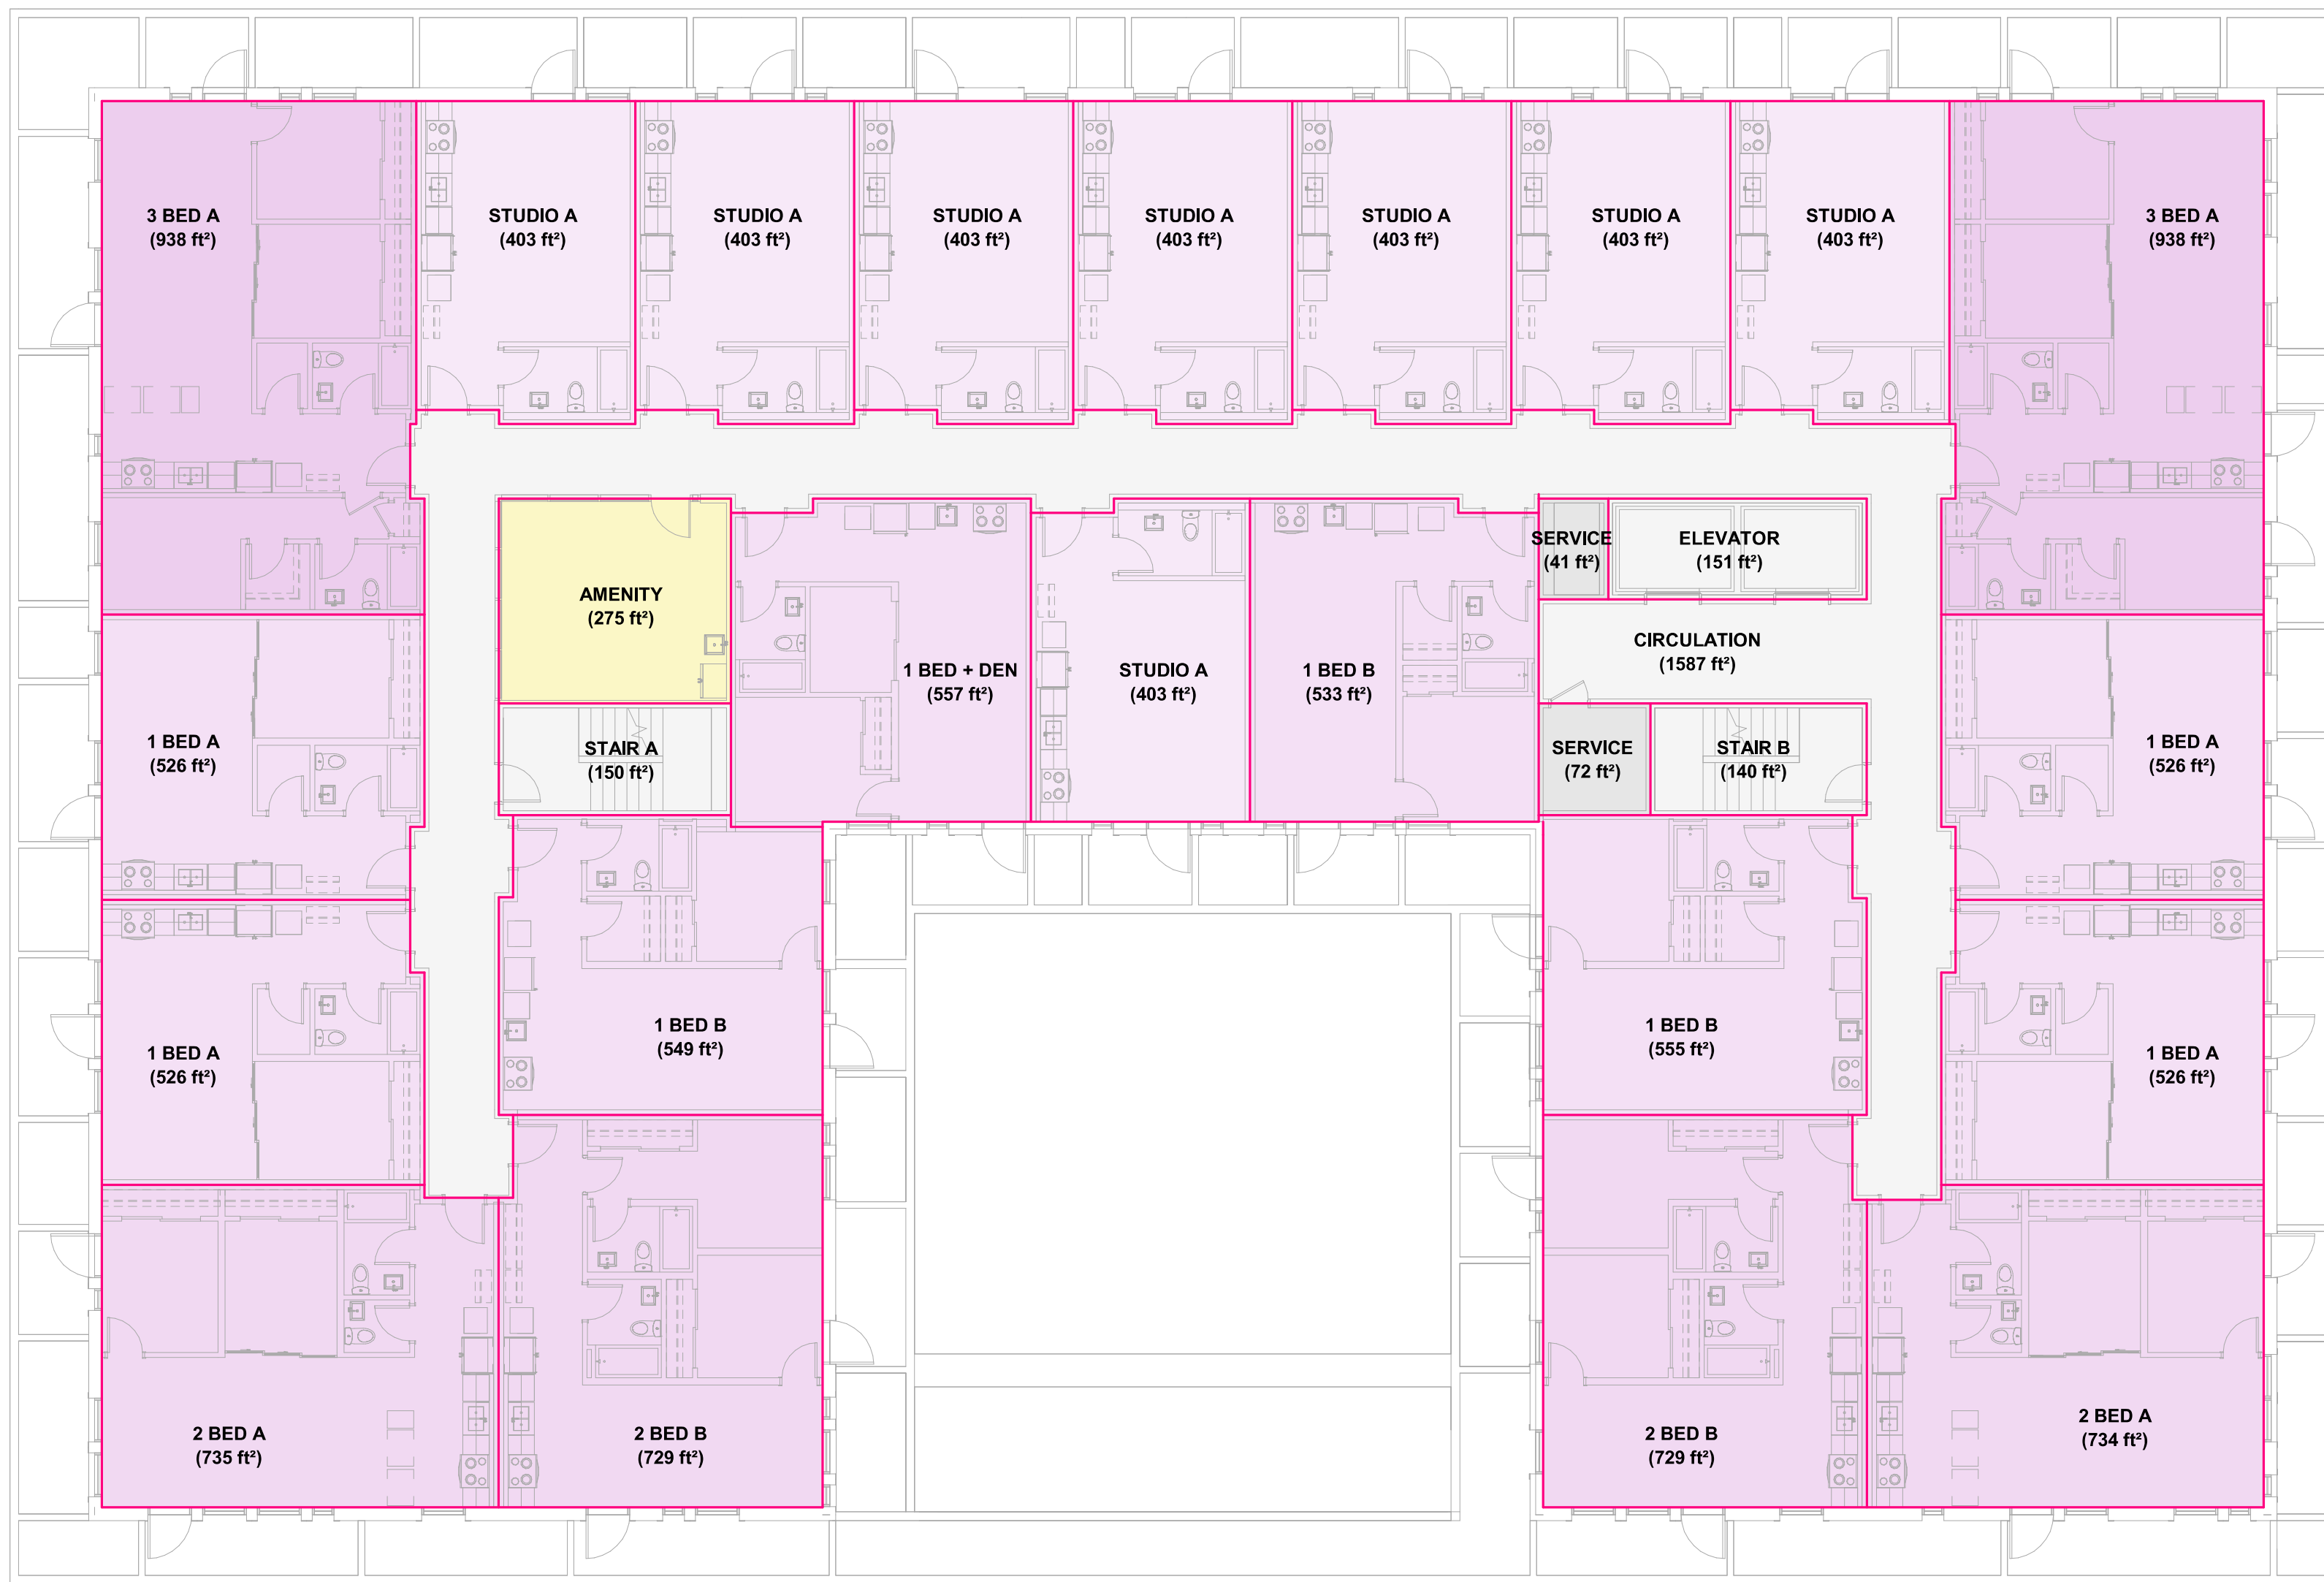 3 BED A
(938 ft²)
STUDIO A
(403 ft²)
STUDIO A
(403 ft²)
STUDIO A
(403 ft²)
STUDIO A
(403 ft²)
STUDIO A
(403 ft²)
STUDIO A
(403 ft²)
STUDIO A
(403 ft²)
3 BED A
(938 ft²)
SERVICE
(41 ft²)
ELEVATOR
(151 ft²)
AMENITY
(275 ft²)
CIRCULATION
(1587 ft²)
1 BED + DEN
(557 ft²)
STUDIO A
(403 ft²)
1 BED B
(533 ft²)
1 BED A
(526 ft²)
STAIR A
(150 ft²)
SERVICE
(72 ft²)
STAIR B
(140 ft²)
1 BED A
(526 ft²)
1 BED A
(526 ft²)
1 BED B
(549 ft²)
1 BED B
(555 ft²)
1 BED A
(526 ft²)
2 BED A
(735 ft²)
2 BED B
(729 ft²)
2 BED B
(729 ft²)
2 BED A
(734 ft²)